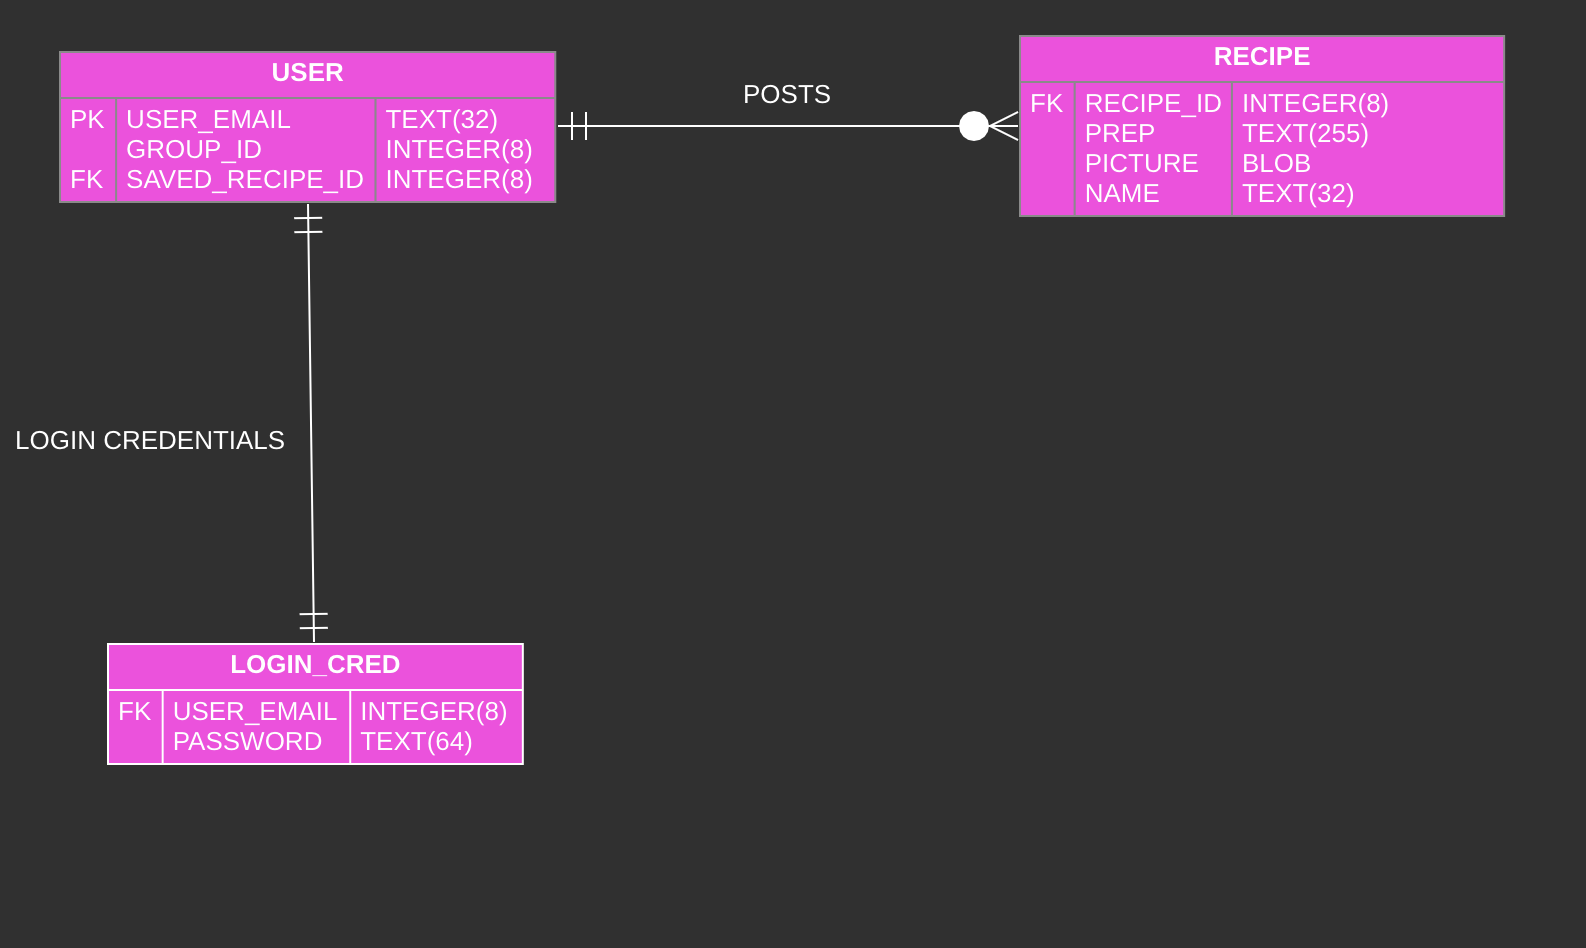 USER
PK USER_EMAIL TEXT(32)
GROUP_ID INTEGER(8)
FK SAVED_RECIPE_ID INTEGER(8)
POSTS
RECIPE
FK RECIPE_ID INTEGER(8)
PREP TEXT(255)
PICTURE BLOB
NAME TEXT(32)
LOGIN CREDENTIALS
LOGIN_CRED
FK USER_EMAIL INTEGER(8)
PASSWORD TEXT(64)